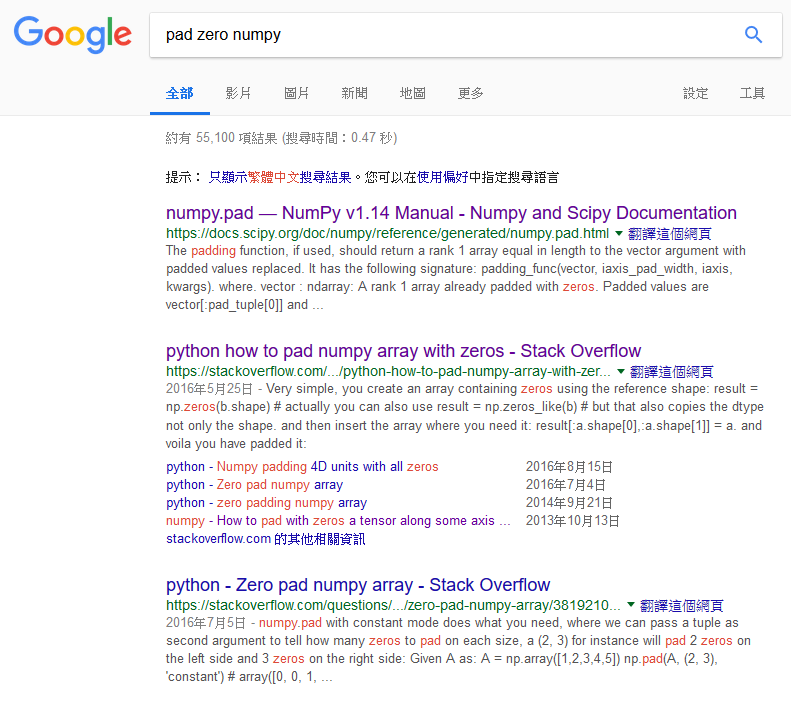 Google
pad zero numpy
全部 影片 圖片 新聞 地圖 更多 設定 工具
約有 55,100 項結果 (搜尋時間：0.47 秒)
提示： 只顯示繁體中文搜尋結果。您可以在使用偏好中指定搜尋語言
numpy.pad — NumPy v1.14 Manual - Numpy and Scipy Documentation
https://docs.scipy.org/doc/numpy/reference/generated/numpy.pad.html 翻譯這個網頁
The padding function, if used, should return a rank 1 array equal in length to the vector argument with
padded values replaced. It has the following signature: padding_func(vector, iaxis_pad_width, iaxis,
kwargs). where. vector : ndarray: A rank 1 array already padded with zeros. Padded values are
vector[:pad_tuple[0]] and ...
python how to pad numpy array with zeros - Stack Overflow
https://stackoverflow.com/.../python-how-to-pad-numpy-array-with-zer... 翻譯這個網頁
2016年5月25日 - Very simple, you create an array containing zeros using the reference shape: result =
np.zeros(b.shape) # actually you can also use result = np.zeros_like(b) # but that also copies the dtype
not only the shape. and then insert the array where you need it: result[:a.shape[0],:a.shape[1]] = a. and
voila you have padded it:
python - Numpy padding 4D units with all zeros 2016年8月15日
python - Zero pad numpy array 2016年7月4日
python - zero padding numpy array 2014年9月21日
numpy - How to pad with zeros a tensor along some axis ... 2013年10月13日
stackoverflow.com 的其他相關資訊
python - Zero pad numpy array - Stack Overflow
https://stackoverflow.com/questions/.../zero-pad-numpy-array/3819210... 翻譯這個網頁
2016年7月5日 - numpy.pad with constant mode does what you need, where we can pass a tuple as
second argument to tell how many zeros to pad on each size, a (2, 3) for instance will pad 2 zeros on
the left side and 3 zeros on the right side: Given A as: A = np.array([1,2,3,4,5]) np.pad(A, (2, 3),
'constant') # array([0, 0, 1, ...